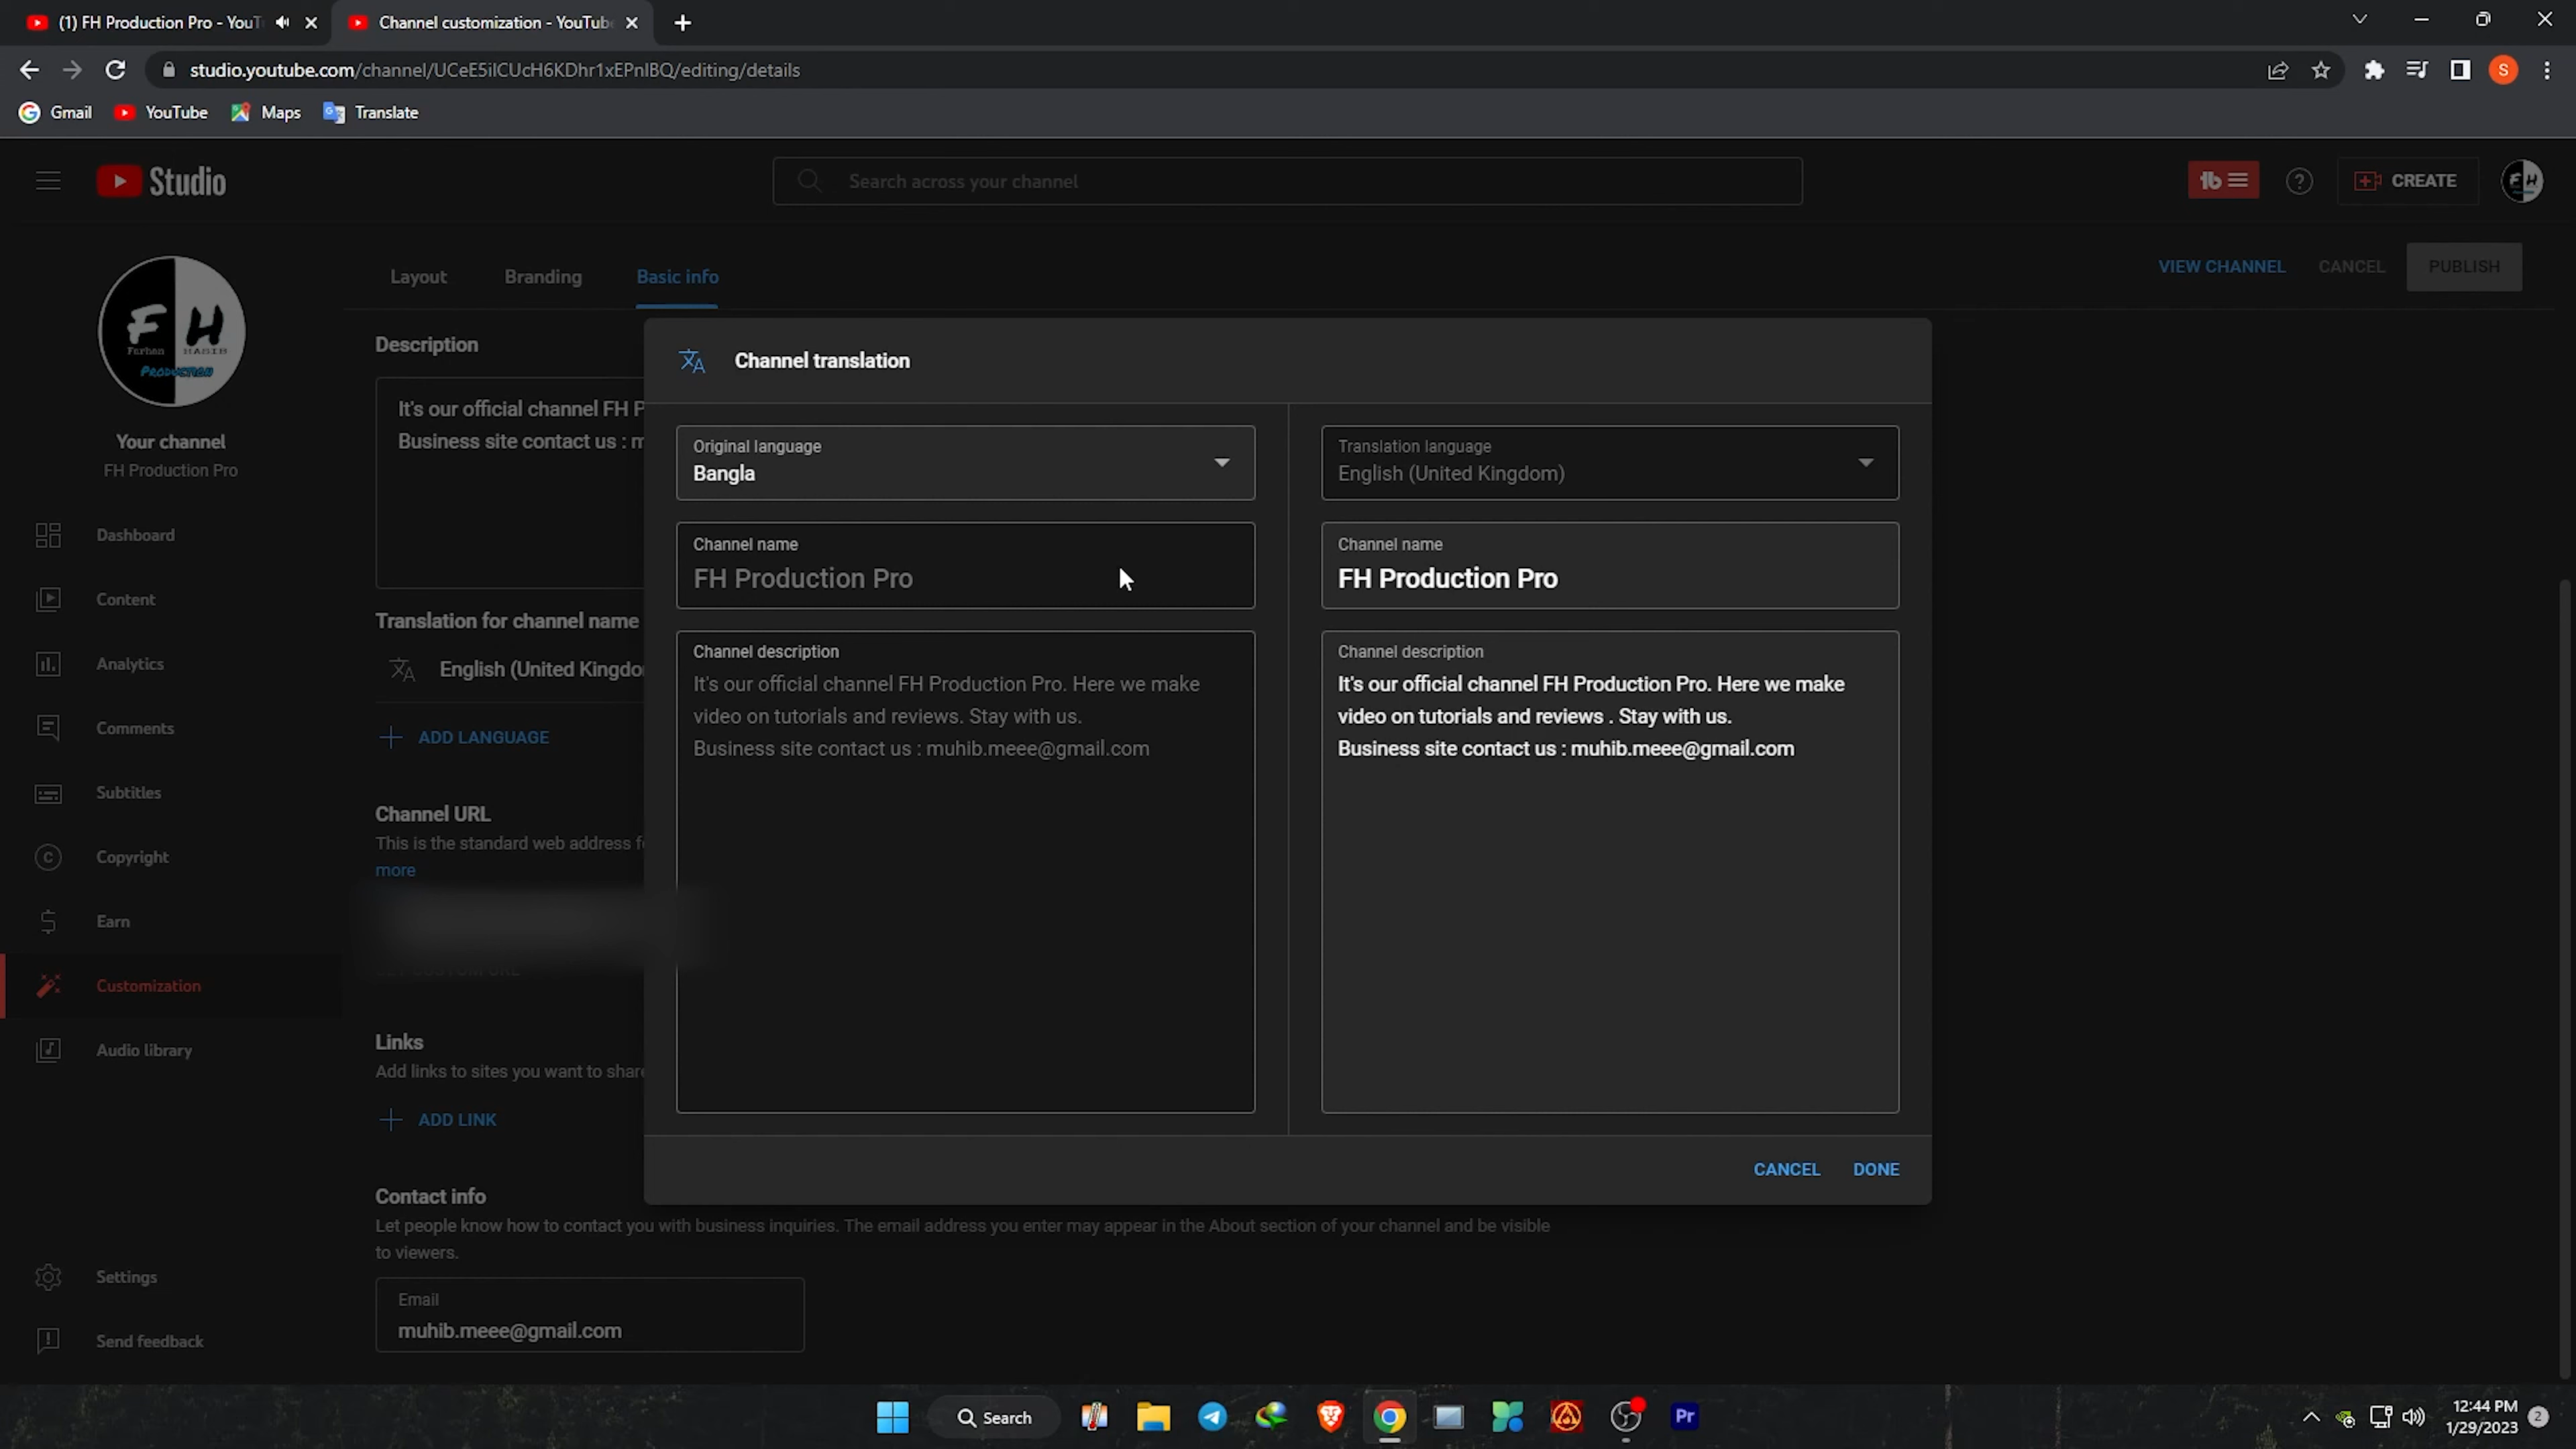 (1) FH Production Pro - YouT
Channel customization - YouTube
studio.youtube.com/channel/UCeE5ilCUcH6KDhr1xEPnIBQ/editing/details
S
Gmail
YouTube
Maps
Translate
Studio
Search across your channel
CREATE
Layout
Branding
Basic info
VIEW CHANNEL
CANCEL
PUBLISH
FH
Farhan HABIB
PRODUCTION
Your channel
FH Production Pro
Dashboard
Content
Analytics
Comments
Subtitles
Copyright
Earn
Customization
Audio library
Settings
Send feedback
Description
It's our official channel FH P
Business site contact us : m
Translation for channel name
English (United Kingdo
ADD LANGUAGE
Channel URL
This is the standard web address f
more
Links
Add links to sites you want to share
ADD LINK
Contact info
Let people know how to contact you with business inquiries. The email address you enter may appear in the About section of your channel and be visible
to viewers.
Email
muhib.meee@gmail.com
Channel translation
Original language
Bangla
Channel name
FH Production Pro
Channel description
It's our official channel FH Production Pro. Here we make
video on tutorials and reviews. Stay with us.
Business site contact us : muhib.meee@gmail.com
Translation language
English (United Kingdom)
Channel name
FH Production Pro
Channel description
It's our official channel FH Production Pro. Here we make
video on tutorials and reviews . Stay with us.
Business site contact us : muhib.meee@gmail.com
CANCEL
DONE
Search
Pr
12:44 PM
1/29/2023
2